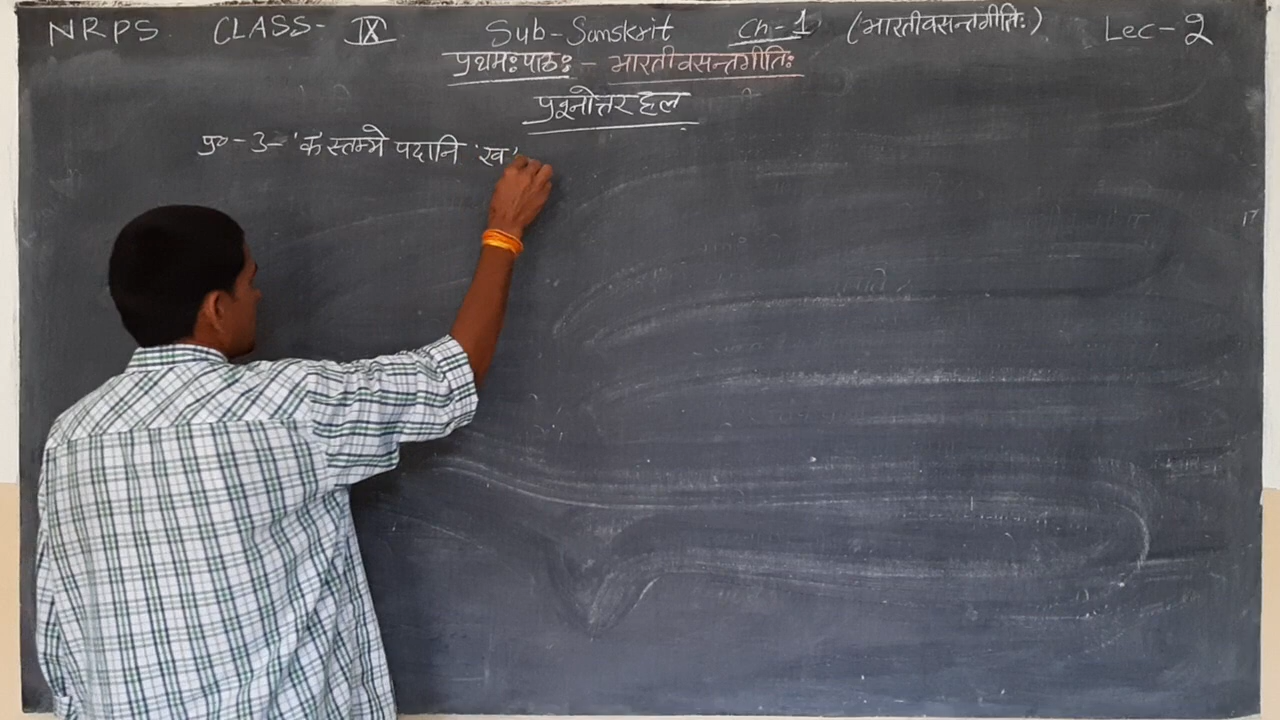 NRPS. CLASS- IX Sub-Sanskrit Ch-1 (भारतीवसन्तगीतिः) Lec-2
प्रथमःपाठः - भारतीवसन्तगीतिः
प्रश्नोत्तर हल
प्र०-3- 'क' स्तम्भे पदानि 'ख'
17